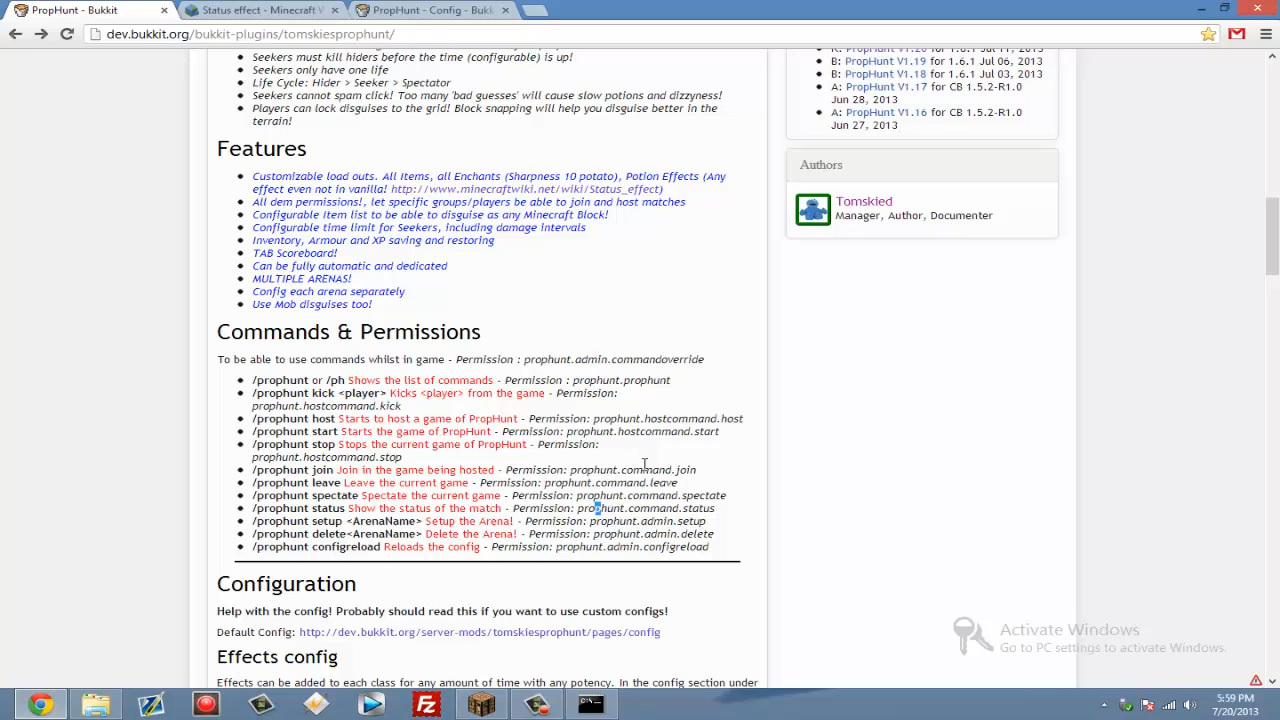 PropHunt - Bukkit
Status effect - Minecraft W
PropHunt - Config - Bukk
dev.bukkit.org/bukkit-plugins/tomskiesprophunt/
Seekers must kill hiders before the time (configurable) is up!
Seekers only have one life
Life Cycle: Hider > Seeker > Spectator
Seekers cannot spam click! Too many 'bad guesses' will cause slow potions and dizzyness!
Players can lock disguises to the grid! Block snapping will help you disguise better in the
terrain!
Features
Customizable load outs. All Items, all Enchants (Sharpness 10 potato), Potion Effects (Any
effect even not in vanilla! http://www.minecraftwiki.net/wiki/Status_effect)
All dem permissions!, let specific groups/players be able to join and host matches
Configurable Item list to be able to disguise as any Minecraft Block!
Configurable time limit for Seekers, including damage intervals
Inventory, Armour and XP saving and restoring
TAB Scoreboard!
Can be fully automatic and dedicated
MULTIPLE ARENAS!
Config each arena separately
Use Mob disguises too!
Commands & Permissions
To be able to use commands whilst in game - Permission : prophunt.admin.commandoverride
/prophunt or /ph Shows the list of commands - Permission : prophunt.prophunt
/prophunt kick <player> Kicks <player> from the game - Permission:
prophunt.hostcommand.kick
/prophunt host Starts to host a game of PropHunt - Permission: prophunt.hostcommand.host
/prophunt start Starts the game of PropHunt - Permission: prophunt.hostcommand.start
/prophunt stop Stops the current game of PropHunt - Permission:
prophunt.hostcommand.stop
/prophunt join Join in the game being hosted - Permission: prophunt.command.join
/prophunt leave Leave the current game - Permission: prophunt.command.leave
/prophunt spectate Spectate the current game - Permission: prophunt.command.spectate
/prophunt status Show the status of the match - Permission: prophunt.command.status
/prophunt setup <ArenaName> Setup the Arena! - Permission: prophunt.admin.setup
/prophunt delete<ArenaName> Delete the Arena! - Permission: prophunt.admin.delete
/prophunt configreload Reloads the config - Permission: prophunt.admin.configreload
Configuration
Help with the config! Probably should read this if you want to use custom configs!
Default Config: http://dev.bukkit.org/server-mods/tomskiesprophunt/pages/config
Effects config
Effects can be added to each class for any amount of time with any potency. In the config section under
R: PropHunt V1.20 for 1.6.1 Jul 11, 2013
B: PropHunt V1.19 for 1.6.1 Jul 06, 2013
B: PropHunt V1.18 for 1.6.1 Jul 03, 2013
A: PropHunt V1.17 for CB 1.5.2-R1.0
Jun 28, 2013
A: PropHunt V1.16 for CB 1.5.2-R1.0
Jun 27, 2013
Authors
Tomskied
Manager, Author, Documenter
Activate Windows
Go to PC settings to activate Windows.
Fz
5:59 PM
7/20/2013